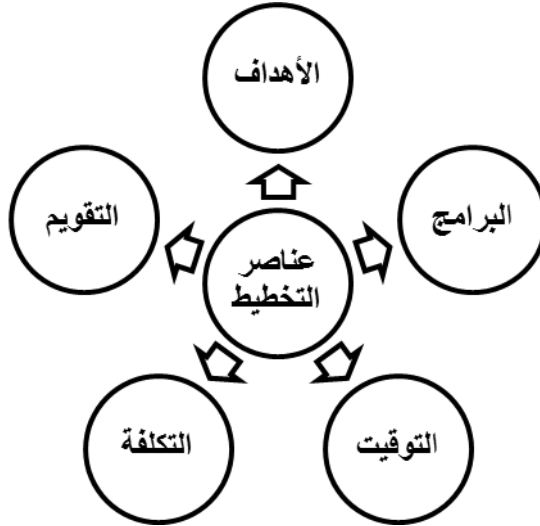 الأهداف
البرامج
التقويم
عناصر
التخطيط
التوقيت
التكلفة